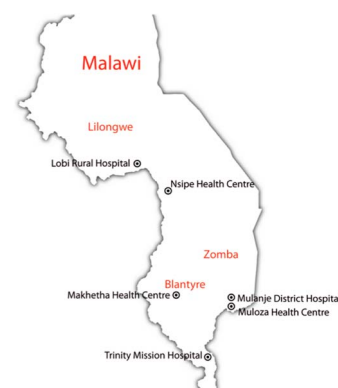 Malawi
Lilongwe
Lobi Rural Hospital
Nsipe Health Centre
Zomba
Blantyre
Makhetha Health Centre
Mulanje District Hospita
Muloza Health Centre
Trinity Mission Hospital